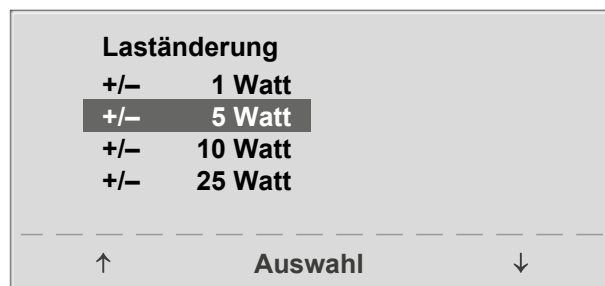 Laständerung
+/– 1 Watt
+/– 5 Watt
+/– 10 Watt
+/– 25 Watt
↑ Auswahl ↓